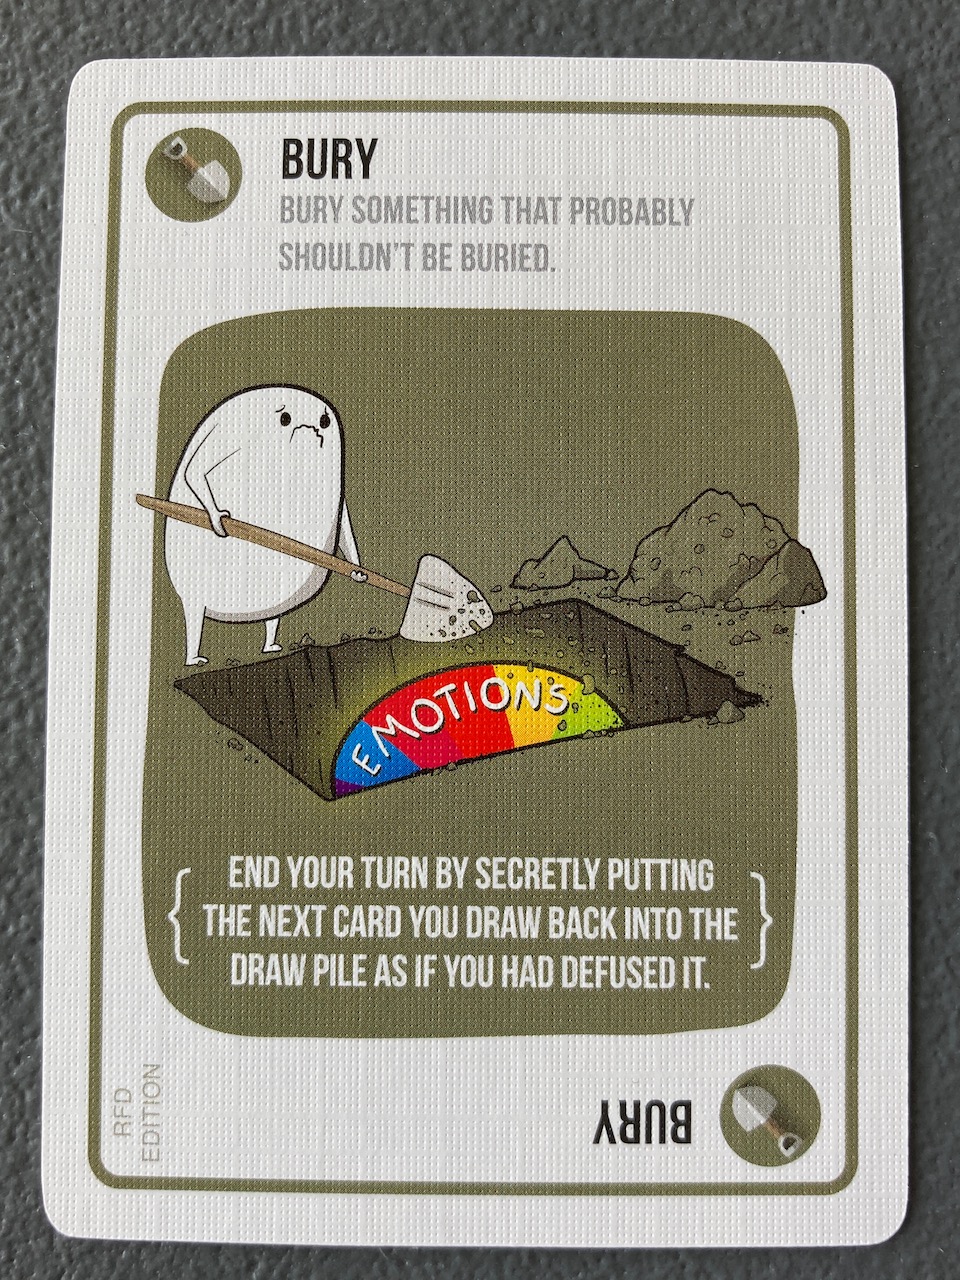 BURY
BURY SOMETHING THAT PROBABLY
SHOULDN'T BE BURIED.
EMOTIONS
{ END YOUR TURN BY SECRETLY PUTTING
THE NEXT CARD YOU DRAW BACK INTO THE
DRAW PILE AS IF YOU HAD DEFUSED IT. }
RFD
EDITION
BURY